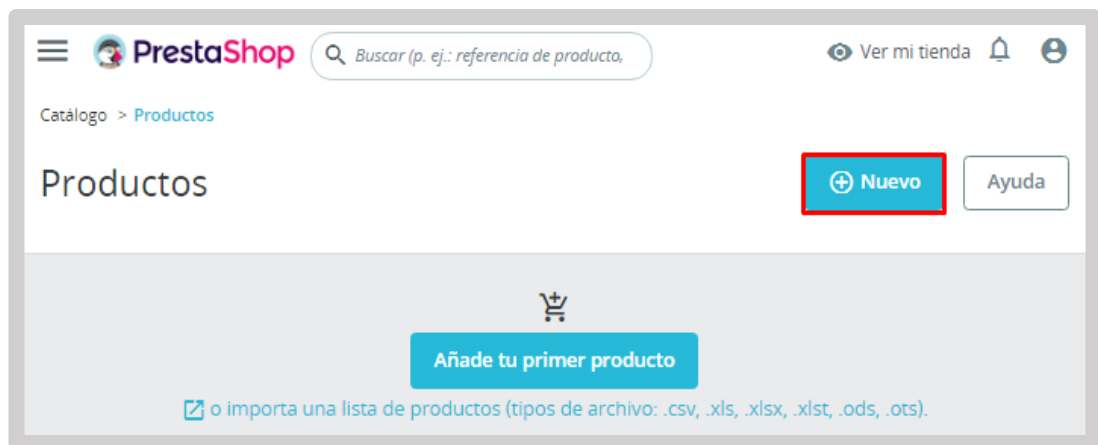 PrestaShop
Buscar (p. ej.: referencia de producto,
Ver mi tienda
Catálogo > Productos
Productos
Nuevo
Ayuda
Añade tu primer producto
o importa una lista de productos (tipos de archivo: .csv, .xls, .xlsx, .xlst, .ods, .ots).